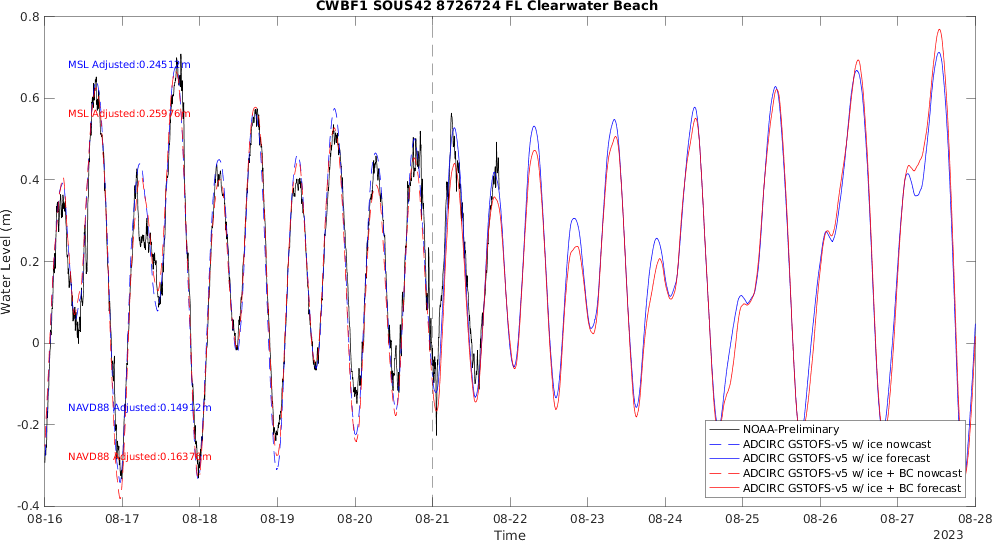 CWBF1 SOUS42 8726724 FL Clearwater Beach
Water Level (m)
0.8
0.6
0.4
0.2
0
-0.2
-0.4
MSL Adjusted:0.24512m
MSL Adjusted:0.25976m
NAVD88 Adjusted:0.14912m
NAVD88 Adjusted:0.16376m
NOAA-Preliminary
ADCIRC GSTOFS-v5 w/ ice nowcast
ADCIRC GSTOFS-v5 w/ ice forecast
ADCIRC GSTOFS-v5 w/ ice + BC nowcast
ADCIRC GSTOFS-v5 w/ ice + BC forecast
08-16 08-17 08-18 08-19 08-20 08-21 08-22 08-23 08-24 08-25 08-26 08-27 08-28
Time
2023